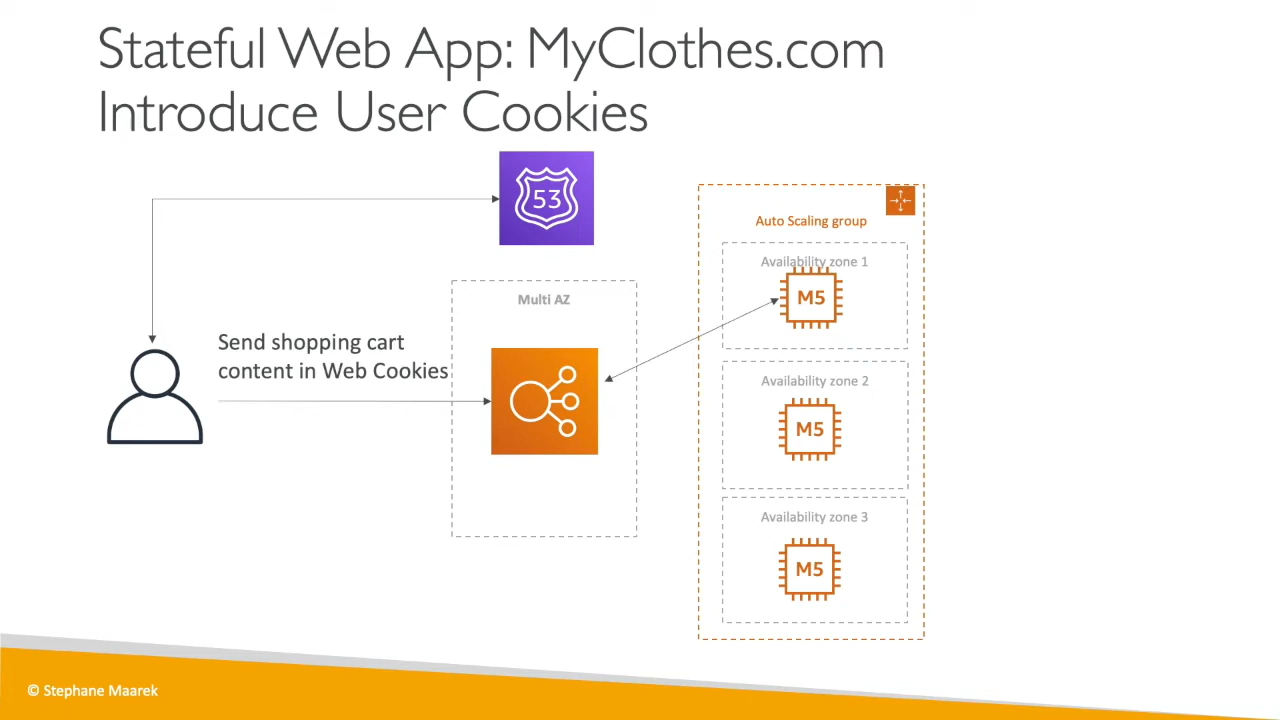 Stateful Web App: MyClothes.com
Introduce User Cookies
53
Auto Scaling group
Availability zone 1
M5
Multi AZ
Send shopping cart
content in Web Cookies
Availability zone 2
M5
Availability zone 3
M5
© Stephane Maarek